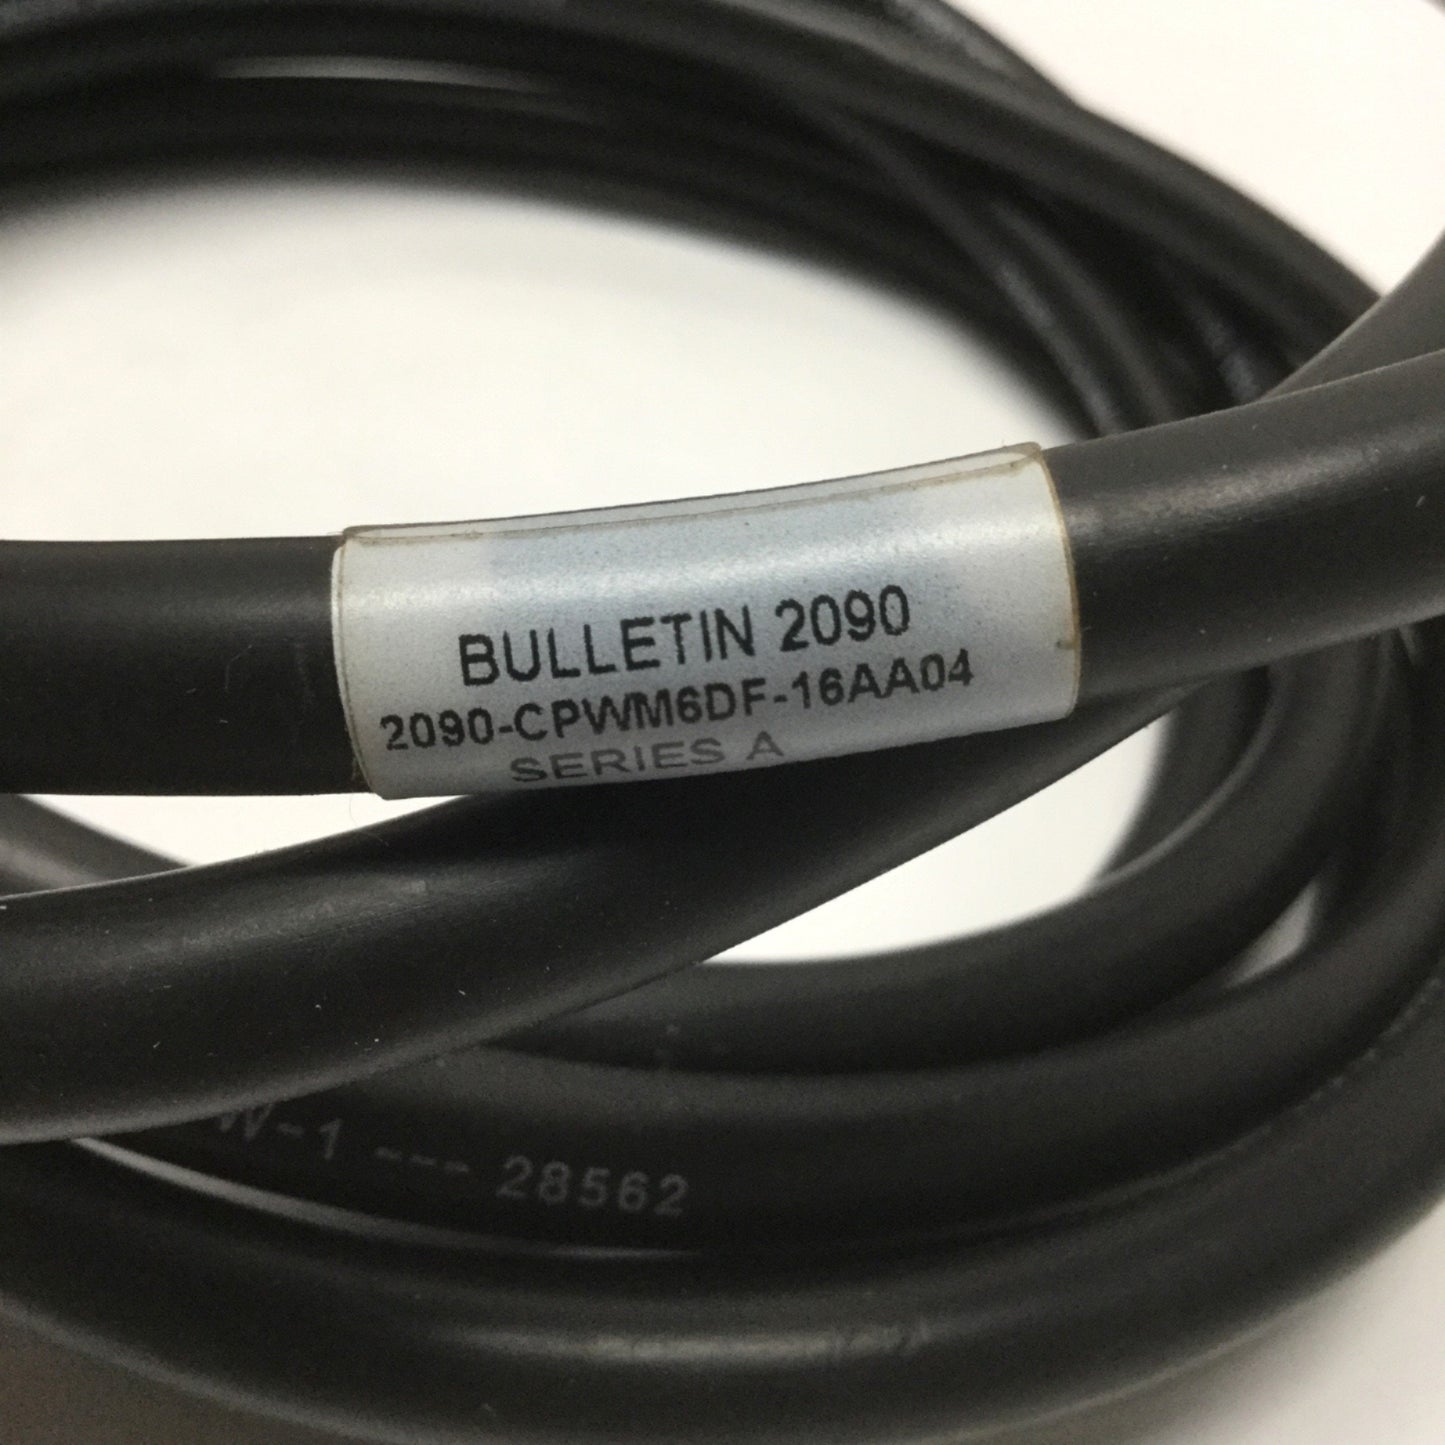 BULLETIN 2090
2090-CPWM6DF-16AA04
SERIES A
W-1 --- 28562